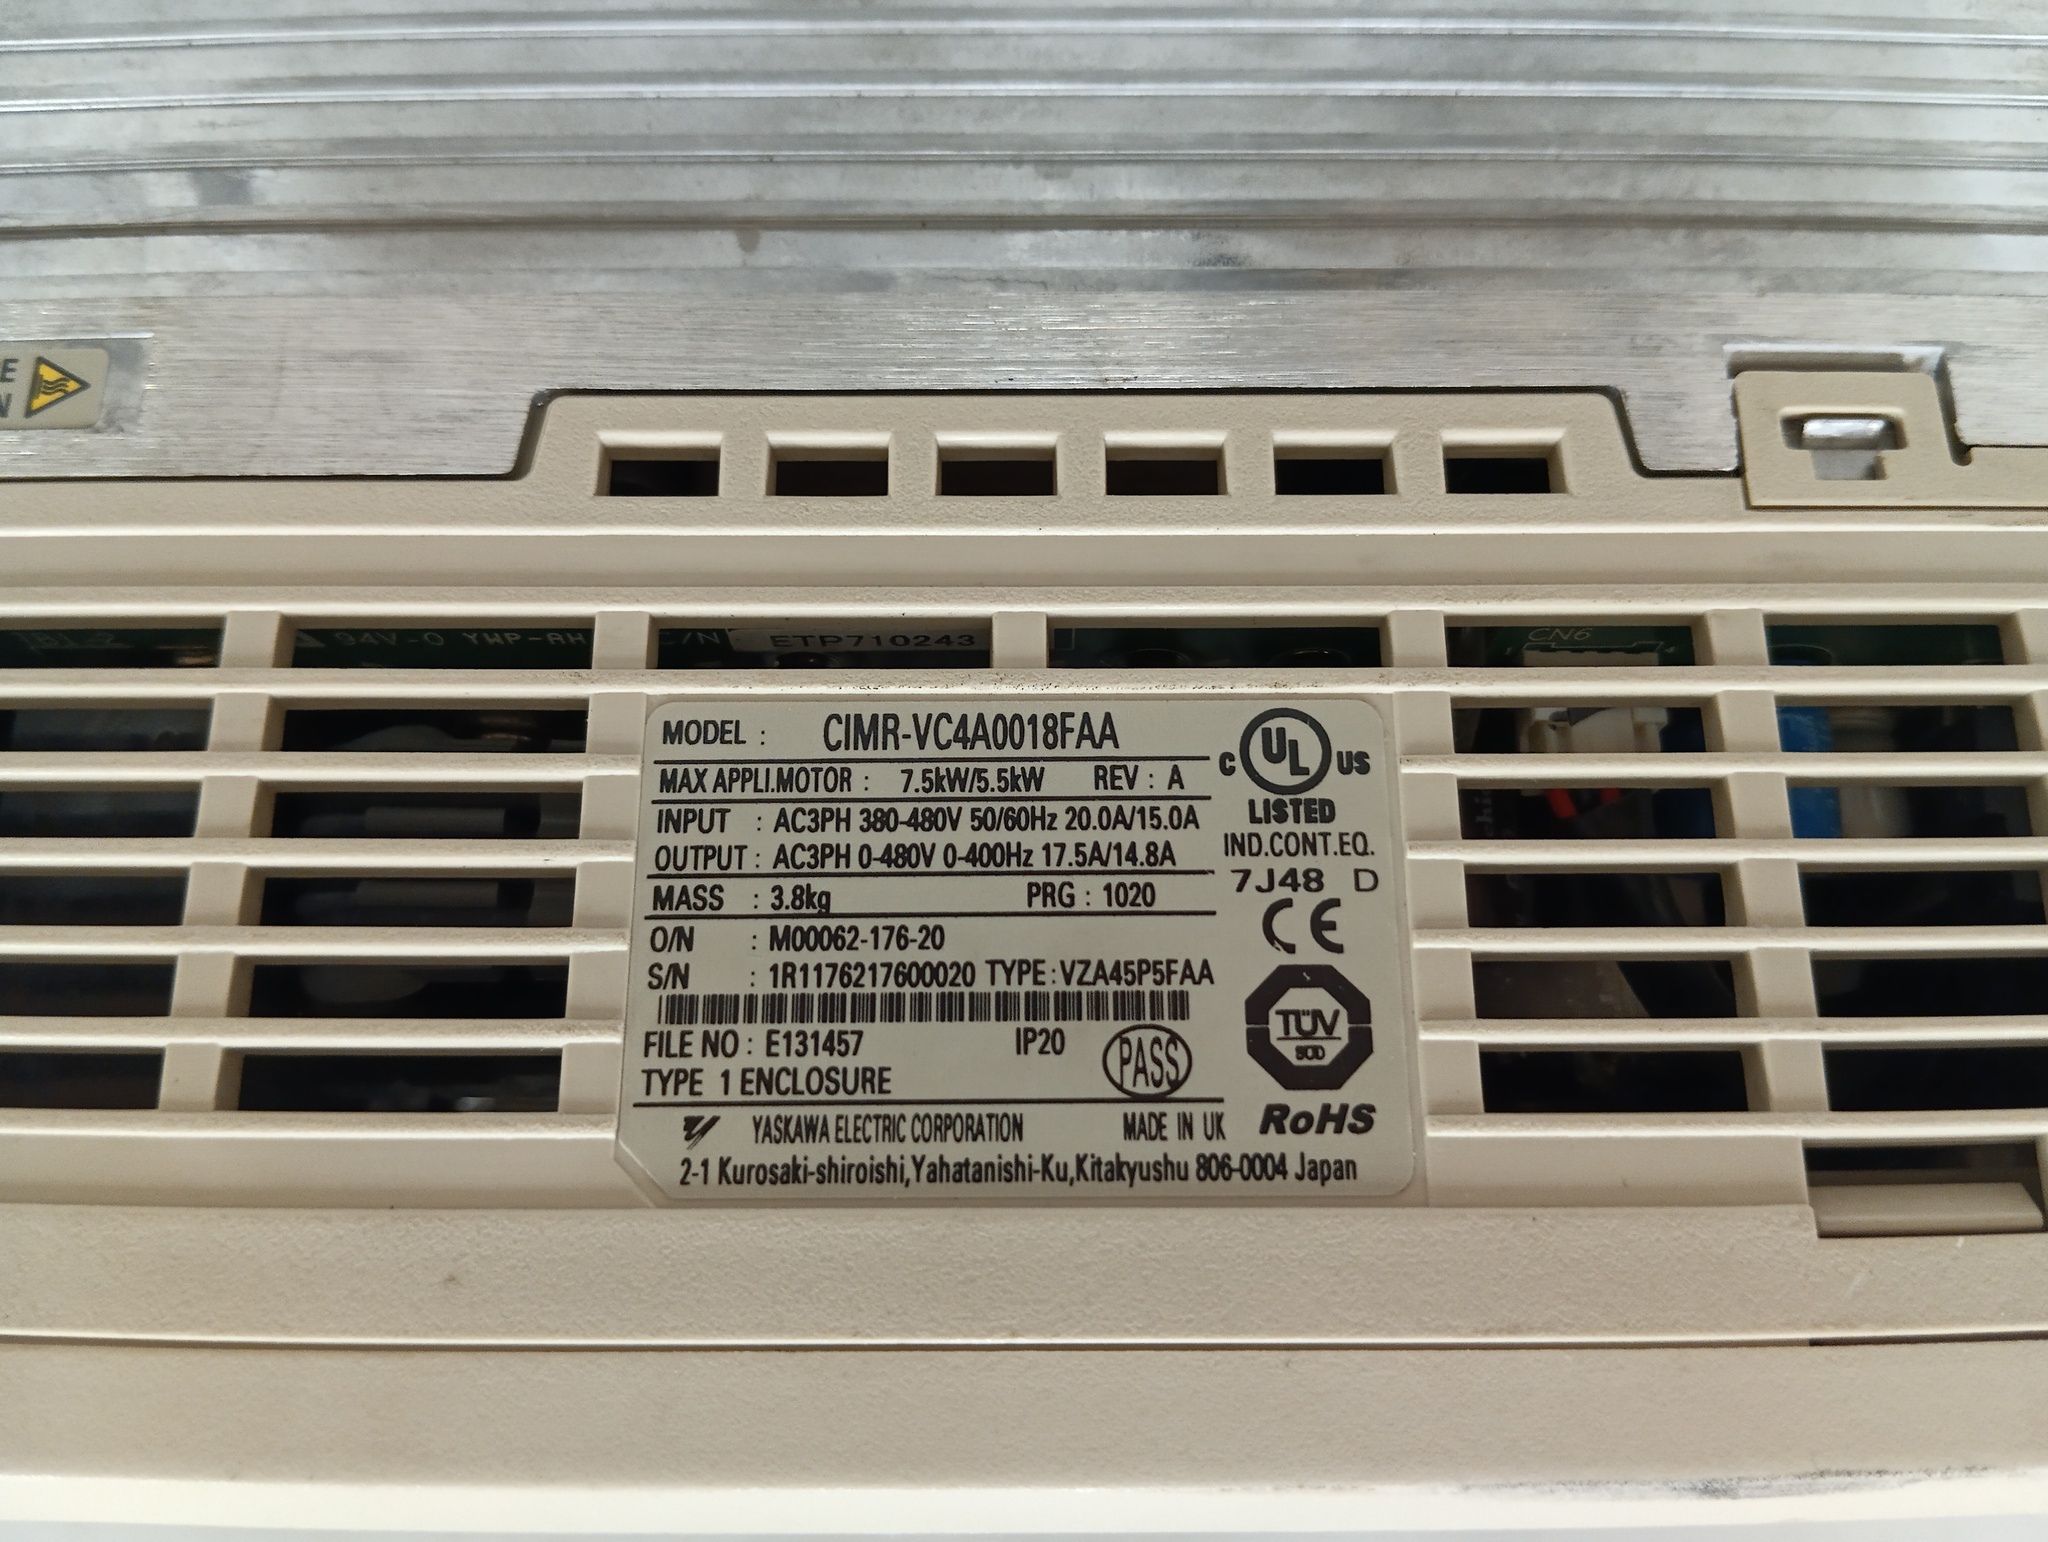 E
N
94V-0 YWP-AH
C/N ETP710243
CN6
MODEL : CIMR-VC4A0018FAA
MAX APPLI.MOTOR : 7.5kW/5.5kW REV : A
INPUT : AC3PH 380-480V 50/60Hz 20.0A/15.0A
OUTPUT : AC3PH 0-480V 0-400Hz 17.5A/14.8A
MASS : 3.8kg PRG : 1020
O/N : M00062-176-20
S/N : 1R1176217600020 TYPE : VZA45P5FAA
FILE NO : E131457 IP20 PASS
TYPE 1 ENCLOSURE
YASKAWA ELECTRIC CORPORATION MADE IN UK
2-1 Kurosaki-shiroishi,Yahatanishi-Ku,Kitakyushu 806-0004 Japan
C UL US
LISTED
IND.CONT.EQ.
7J48 D
CE
TÜV
SÜD
RoHS